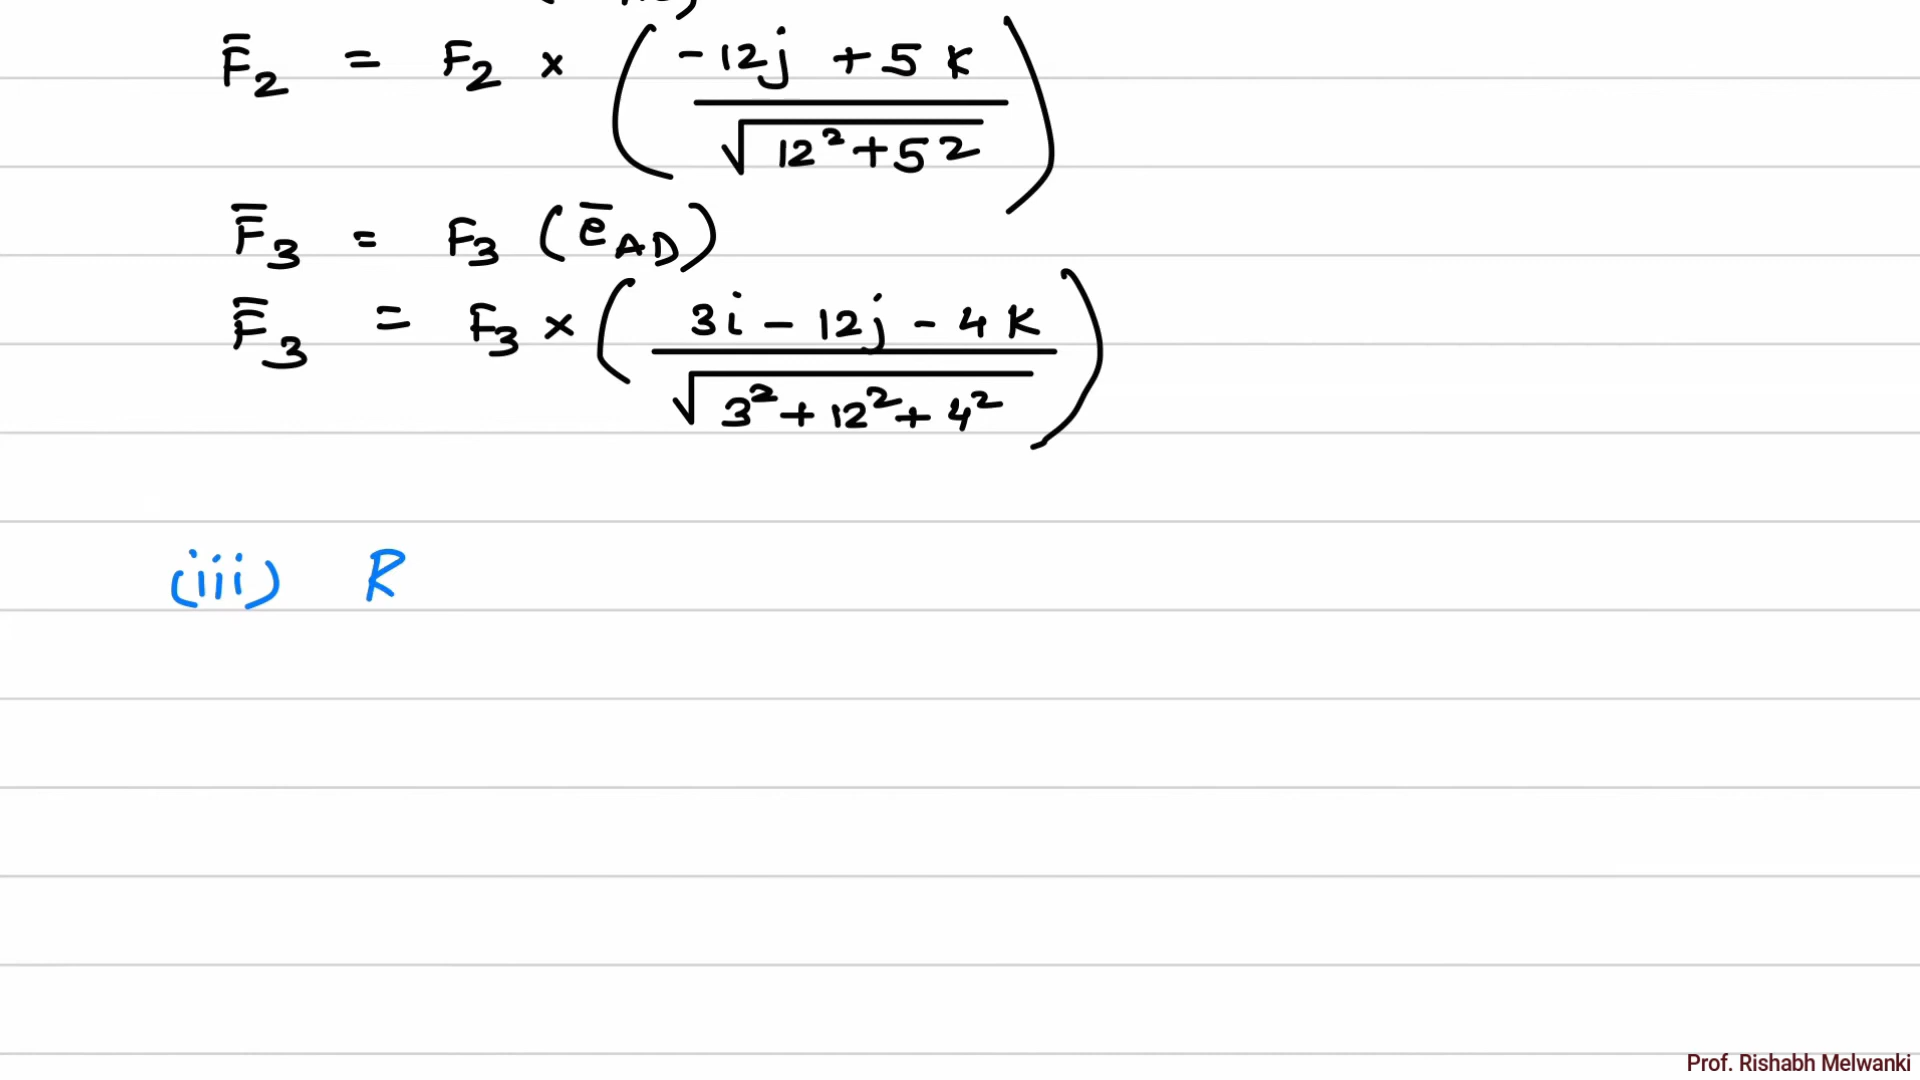 F̄₂ = F₂ × ( (-12j + 5k) / √(12² + 5²) )
F̄₃ = F₃ (ē_AD)
F̄₃ = F₃ × ( (3i - 12j - 4k) / √(3² + 12² + 4²) )
(iii) R
Prof. Rishabh Melwanki